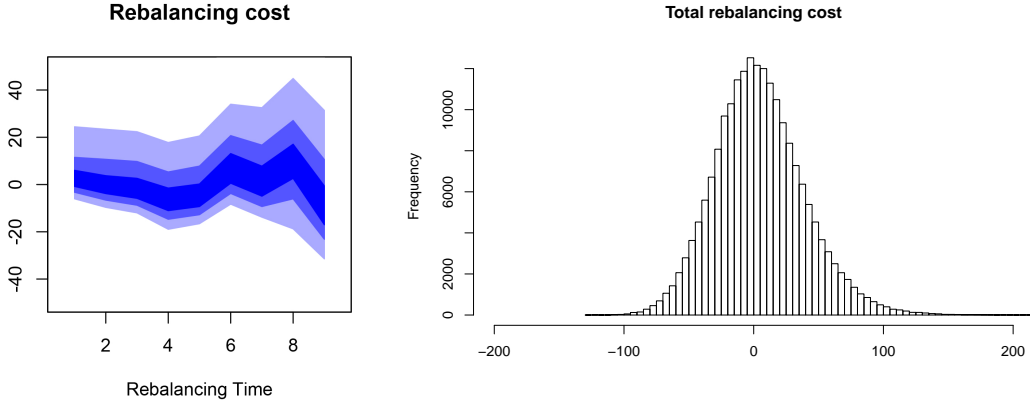 Rebalancing cost
40
20
0
−20
−40
2 4 6 8
Rebalancing Time
Total rebalancing cost
Frequency
10000
6000
2000
0
−200 −100 0 100 200